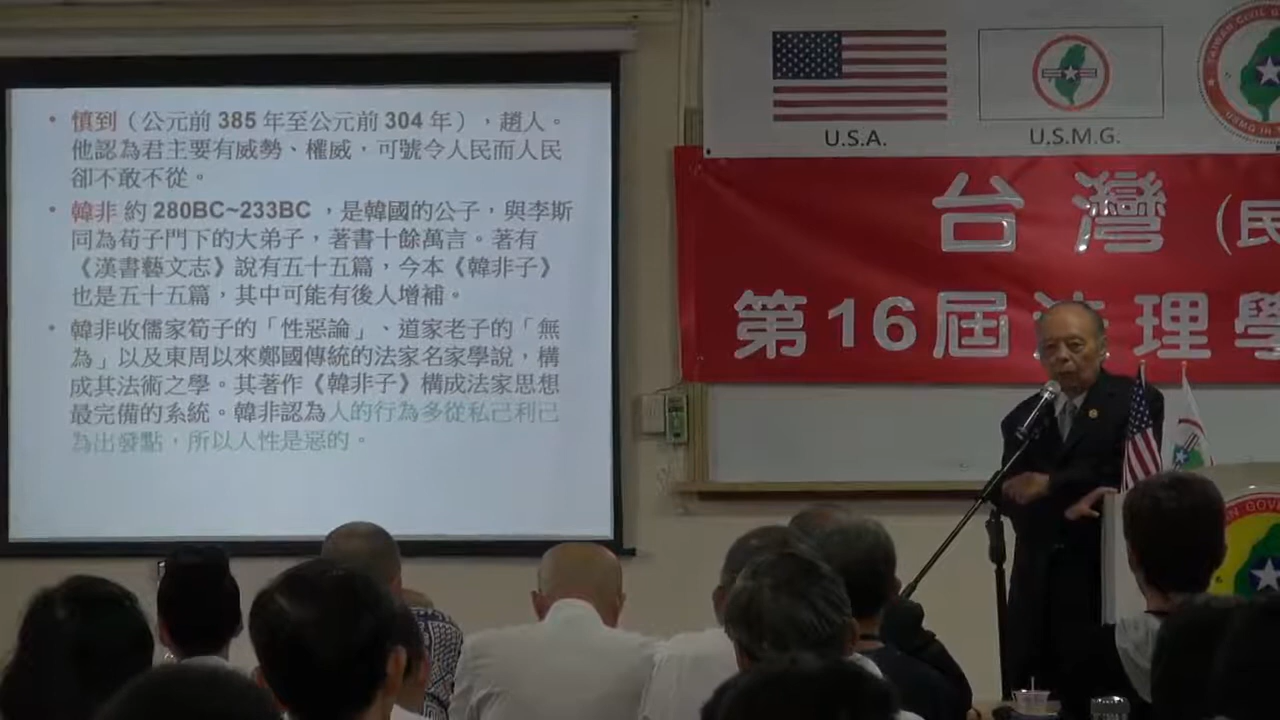 • 慎到（公元前 385 年至公元前 304 年），趙人。
他認為君主要有威勢、權威，可號令人民而人民
卻不敢不從。
• 韓非 約 280BC~233BC ，是韓國的公子，與李斯
同為荀子門下的大弟子，著書十餘萬言。著有
《漢書藝文志》說有五十五篇，今本《韓非子》
也是五十五篇，其中可能有後人增補。
• 韓非收儒家荀子的「性惡論」、道家老子的「無
為」以及東周以來鄭國傳統的法家名家學說，構
成其法術之學。其著作《韓非子》構成法家思想
最完備的系統。韓非認為人的行為多從私己利己
為出發點，所以人性是惡的。
U.S.A.
U.S.M.G.
TAIWAN CIVIL G
USMG IN
台灣（民
第16屆法理學
N GOVERN